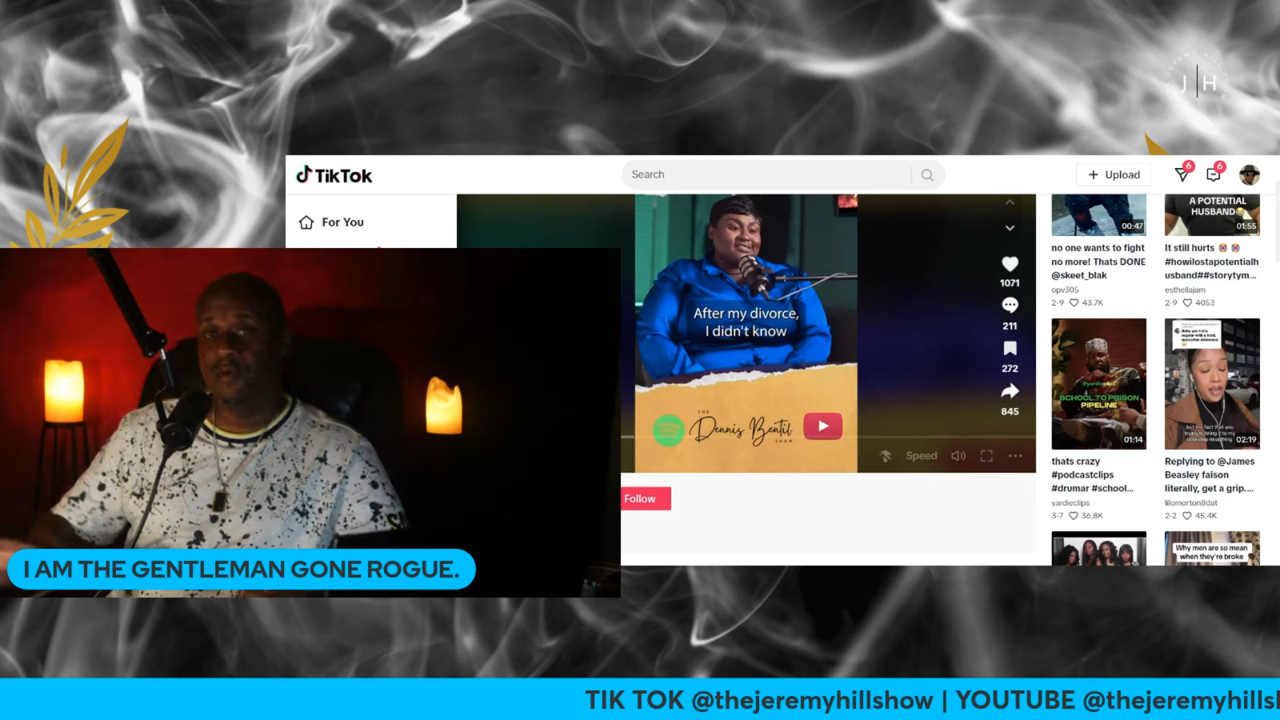 J | H
TikTok
Search
+ Upload
6
6
For You
After my divorce,
I didn't know
THE
Dennis Bentil
SHOW
1071
211
272
845
Speed
Follow
00:47
no one wants to fight
no more! Thats DONE
@skeet_blak
opv305
2-9 43.7K
A POTENTIAL
HUSBAND
01:55
It still hurts
#howilostapotentialh
usband##storytym...
esthellajam
2-9 4053
@yardieclips
SCHOOL TO PRISON
PIPELINE
01:14
thats crazy
#podcastclips
#drumar #school...
yardieclips
3-7 36.8K
02:19
Replying to @James
Beasley faison
literally, get a grip....
lilomorton8dat
2-2 45.4K
Why men are so mean
when they're broke
I AM THE GENTLEMAN GONE ROGUE.
TIK TOK @thejeremyhillshow | YOUTUBE @thejeremyhills